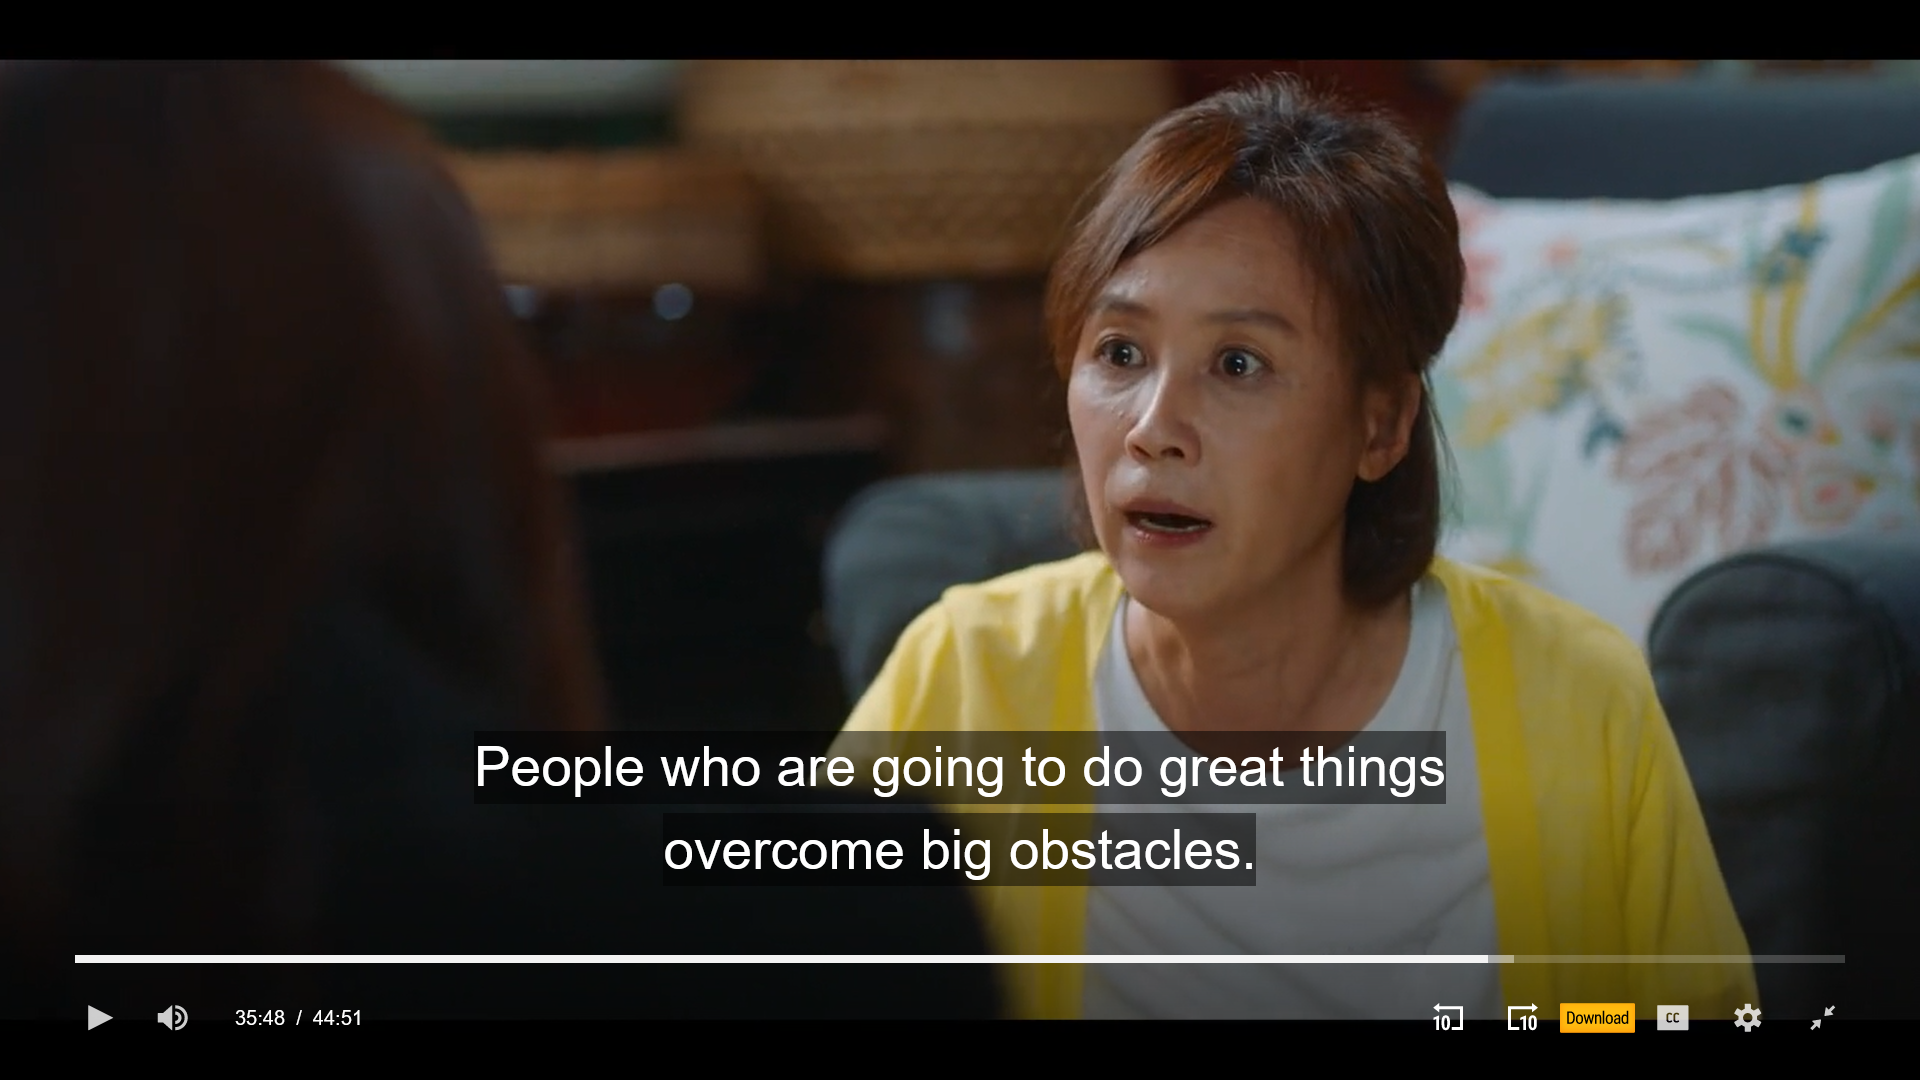 People who are going to do great things
overcome big obstacles.
35:48 / 44:51
10
10
Download
CC